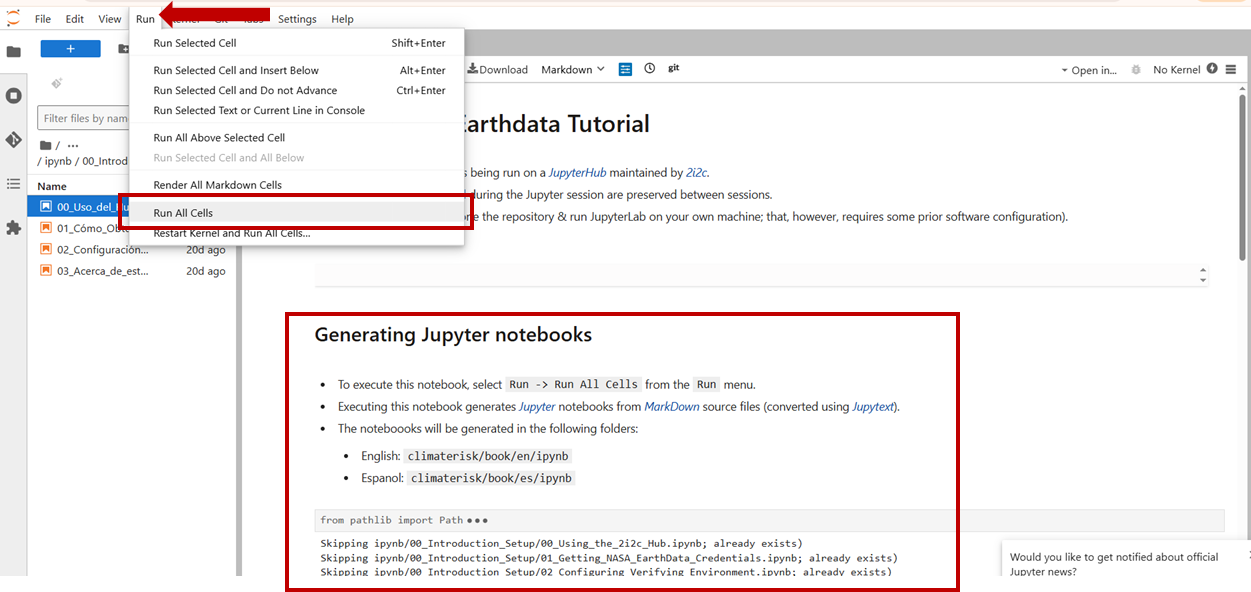 File Edit View Run Settings Help
Run Selected Cell Shift+Enter
Run Selected Cell and Insert Below Alt+Enter
Run Selected Cell and Do not Advance Ctrl+Enter
Run Selected Text or Current Line in Console
Run All Above Selected Cell
Run Selected Cell and All Below
Render All Markdown Cells
Run All Cells
Restart Kernel and Run All Cells...
+
Filter files by nam
/ ...
/ ipynb / 00_Introd
Name
00_Uso_del_
01_Cómo_Obt
02_Configuración... 20d ago
03_Acerca_de_est... 20d ago
Download Markdown git Open in... No Kernel
Earthdata Tutorial
s being run on a JupyterHub maintained by 2i2c.
during the Jupyter session are preserved between sessions.
one the repository & run JupyterLab on your own machine; that, however, requires some prior software configuration).
Generating Jupyter notebooks
• To execute this notebook, select Run -> Run All Cells from the Run menu.
• Executing this notebook generates Jupyter notebooks from MarkDown source files (converted using Jupytext).
• The noteboooks will be generated in the following folders:
• English: climaterisk/book/en/ipynb
• Espanol: climaterisk/book/es/ipynb
from pathlib import Path •••
Skipping ipynb/00_Introduction_Setup/00_Using_the_2i2c_Hub.ipynb; already exists)
Skipping ipynb/00_Introduction_Setup/01_Getting_NASA_EarthData_Credentials.ipynb; already exists)
Skipping ipynb/00_Introduction_Setup/02_Configuring_Verifying_Environment.ipynb; already exists)
Would you like to get notified about official
Jupyter news?